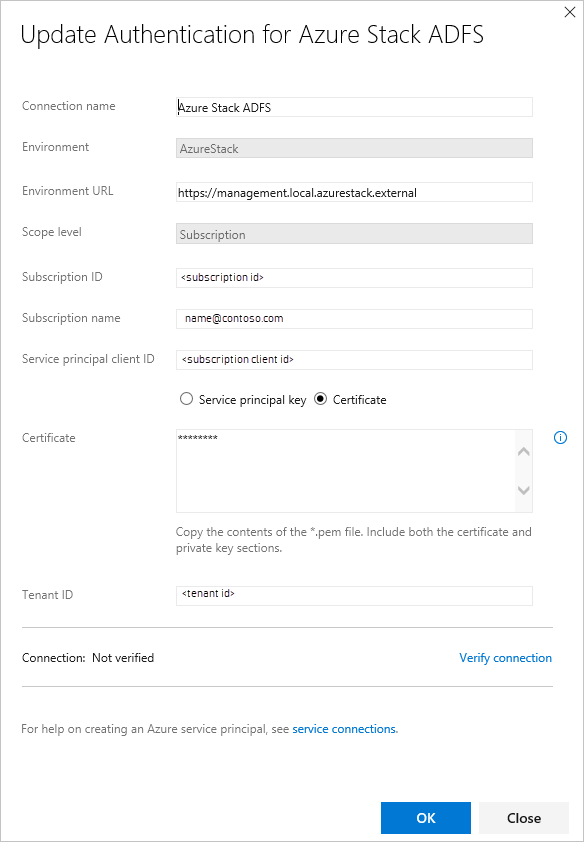 Update Authentication for Azure Stack ADFS
Connection name
Azure Stack ADFS
Environment
AzureStack
Environment URL
https://management.local.azurestack.external
Scope level
Subscription
Subscription ID
<subscription id>
Subscription name
name@contoso.com
Service principal client ID
<subscription client id>
Service principal key
Certificate
Certificate
********
Copy the contents of the *.pem file. Include both the certificate and
private key sections.
Tenant ID
<tenant id>
Connection: Not verified
Verify connection
For help on creating an Azure service principal, see service connections.
OK
Close